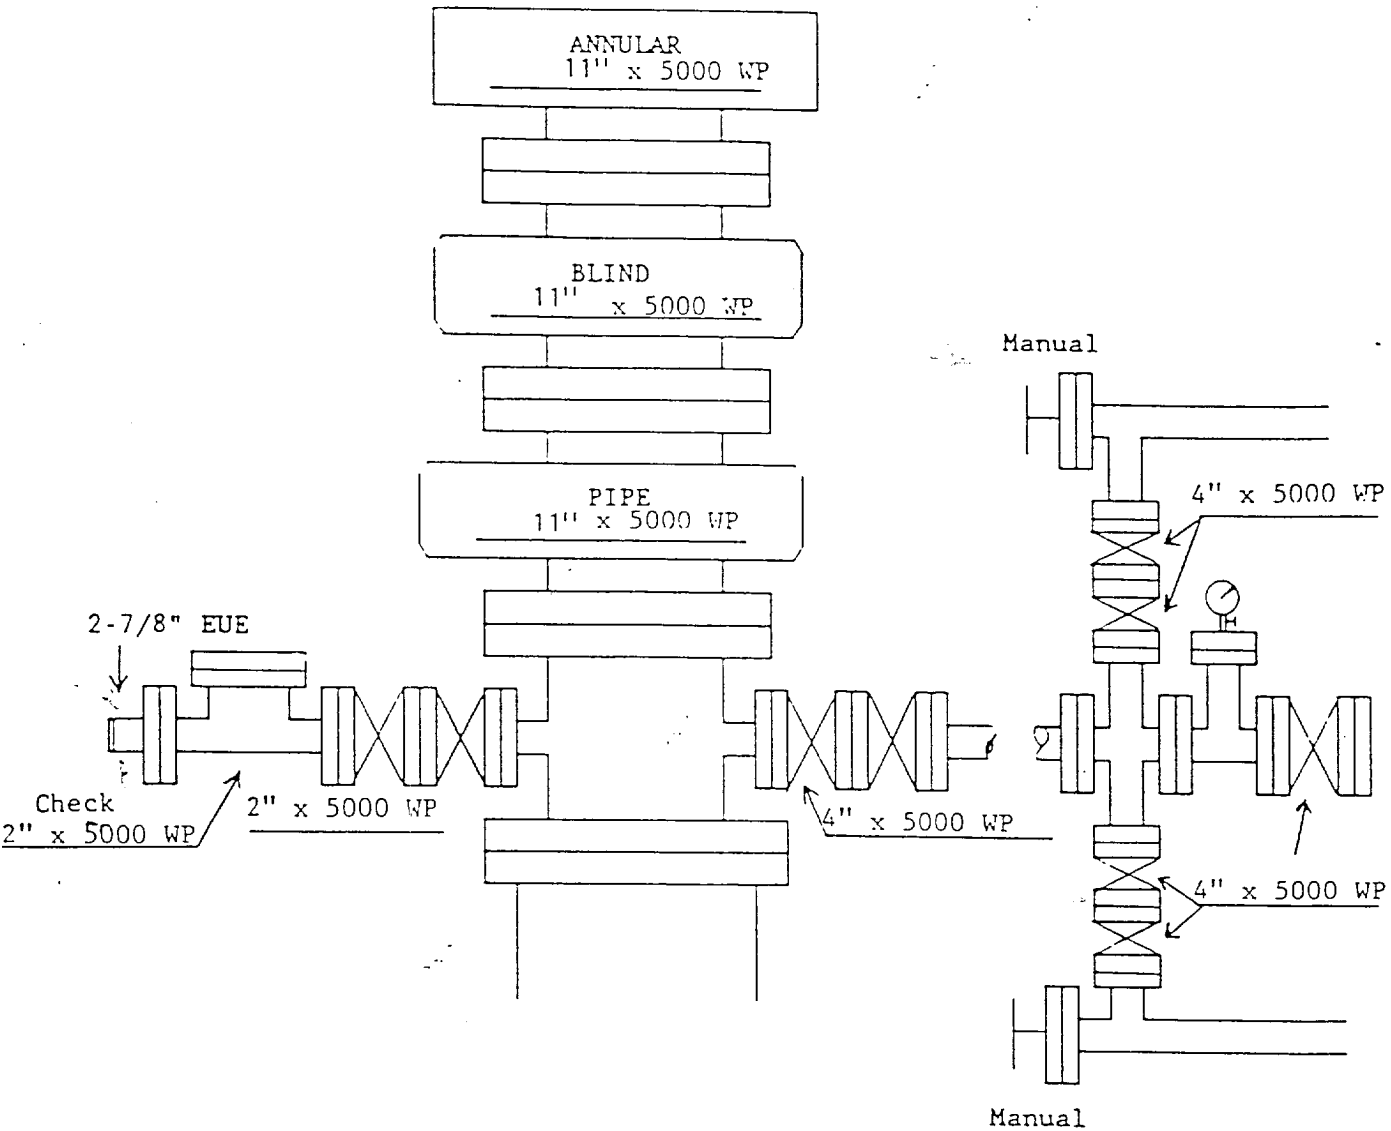 ANNULAR
11" x 5000 WP
BLIND
11" x 5000 WP
Manual
PIPE
11" x 5000 WP
4" x 5000 WP
2-7/8" EUE
Check
2" x 5000 WP
2" x 5000 WP
4" x 5000 WP
4" x 5000 WP
Manual